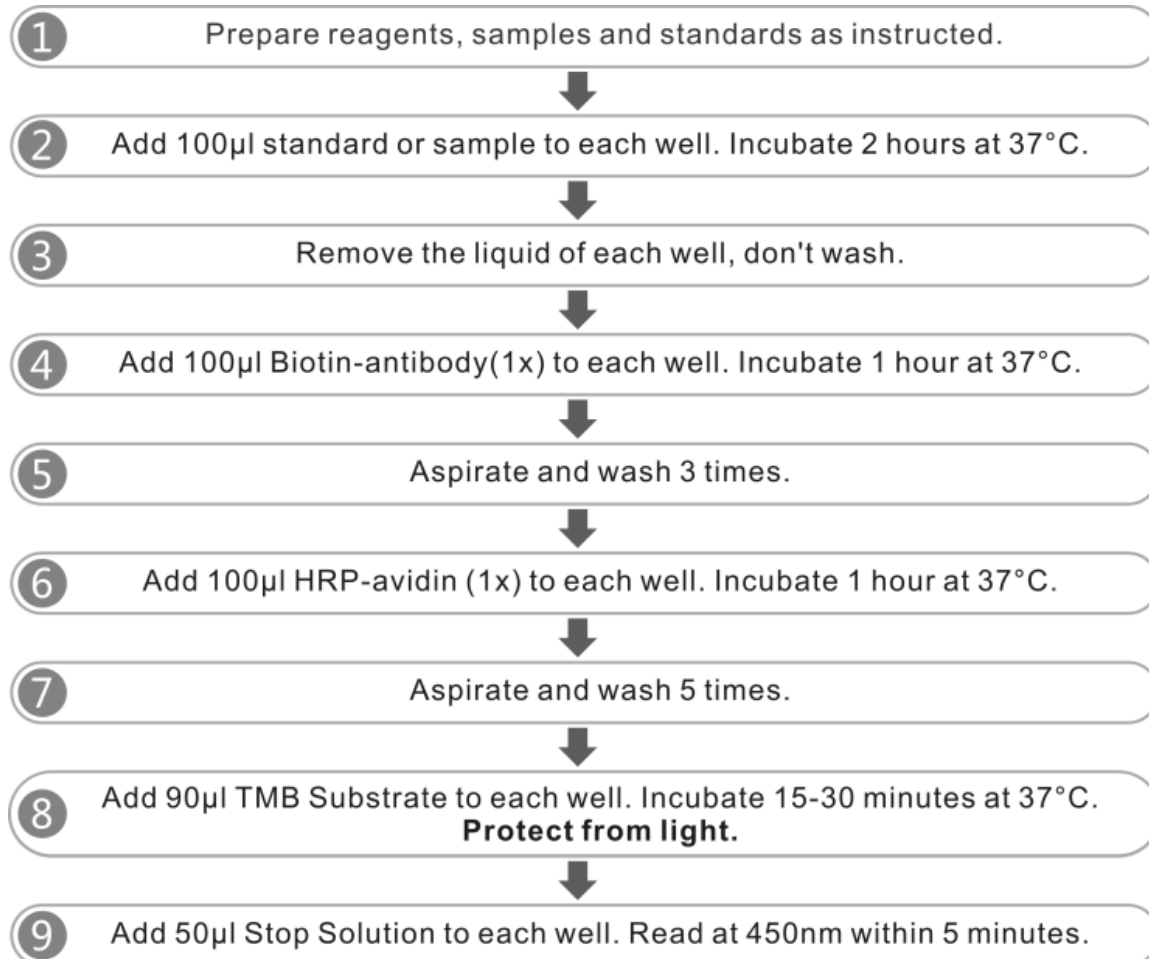 1 Prepare reagents, samples and standards as instructed.
2 Add 100µl standard or sample to each well. Incubate 2 hours at 37°C.
3 Remove the liquid of each well, don't wash.
4 Add 100µl Biotin-antibody(1x) to each well. Incubate 1 hour at 37°C.
5 Aspirate and wash 3 times.
6 Add 100µl HRP-avidin (1x) to each well. Incubate 1 hour at 37°C.
7 Aspirate and wash 5 times.
8 Add 90µl TMB Substrate to each well. Incubate 15-30 minutes at 37°C.
Protect from light.
9 Add 50µl Stop Solution to each well. Read at 450nm within 5 minutes.